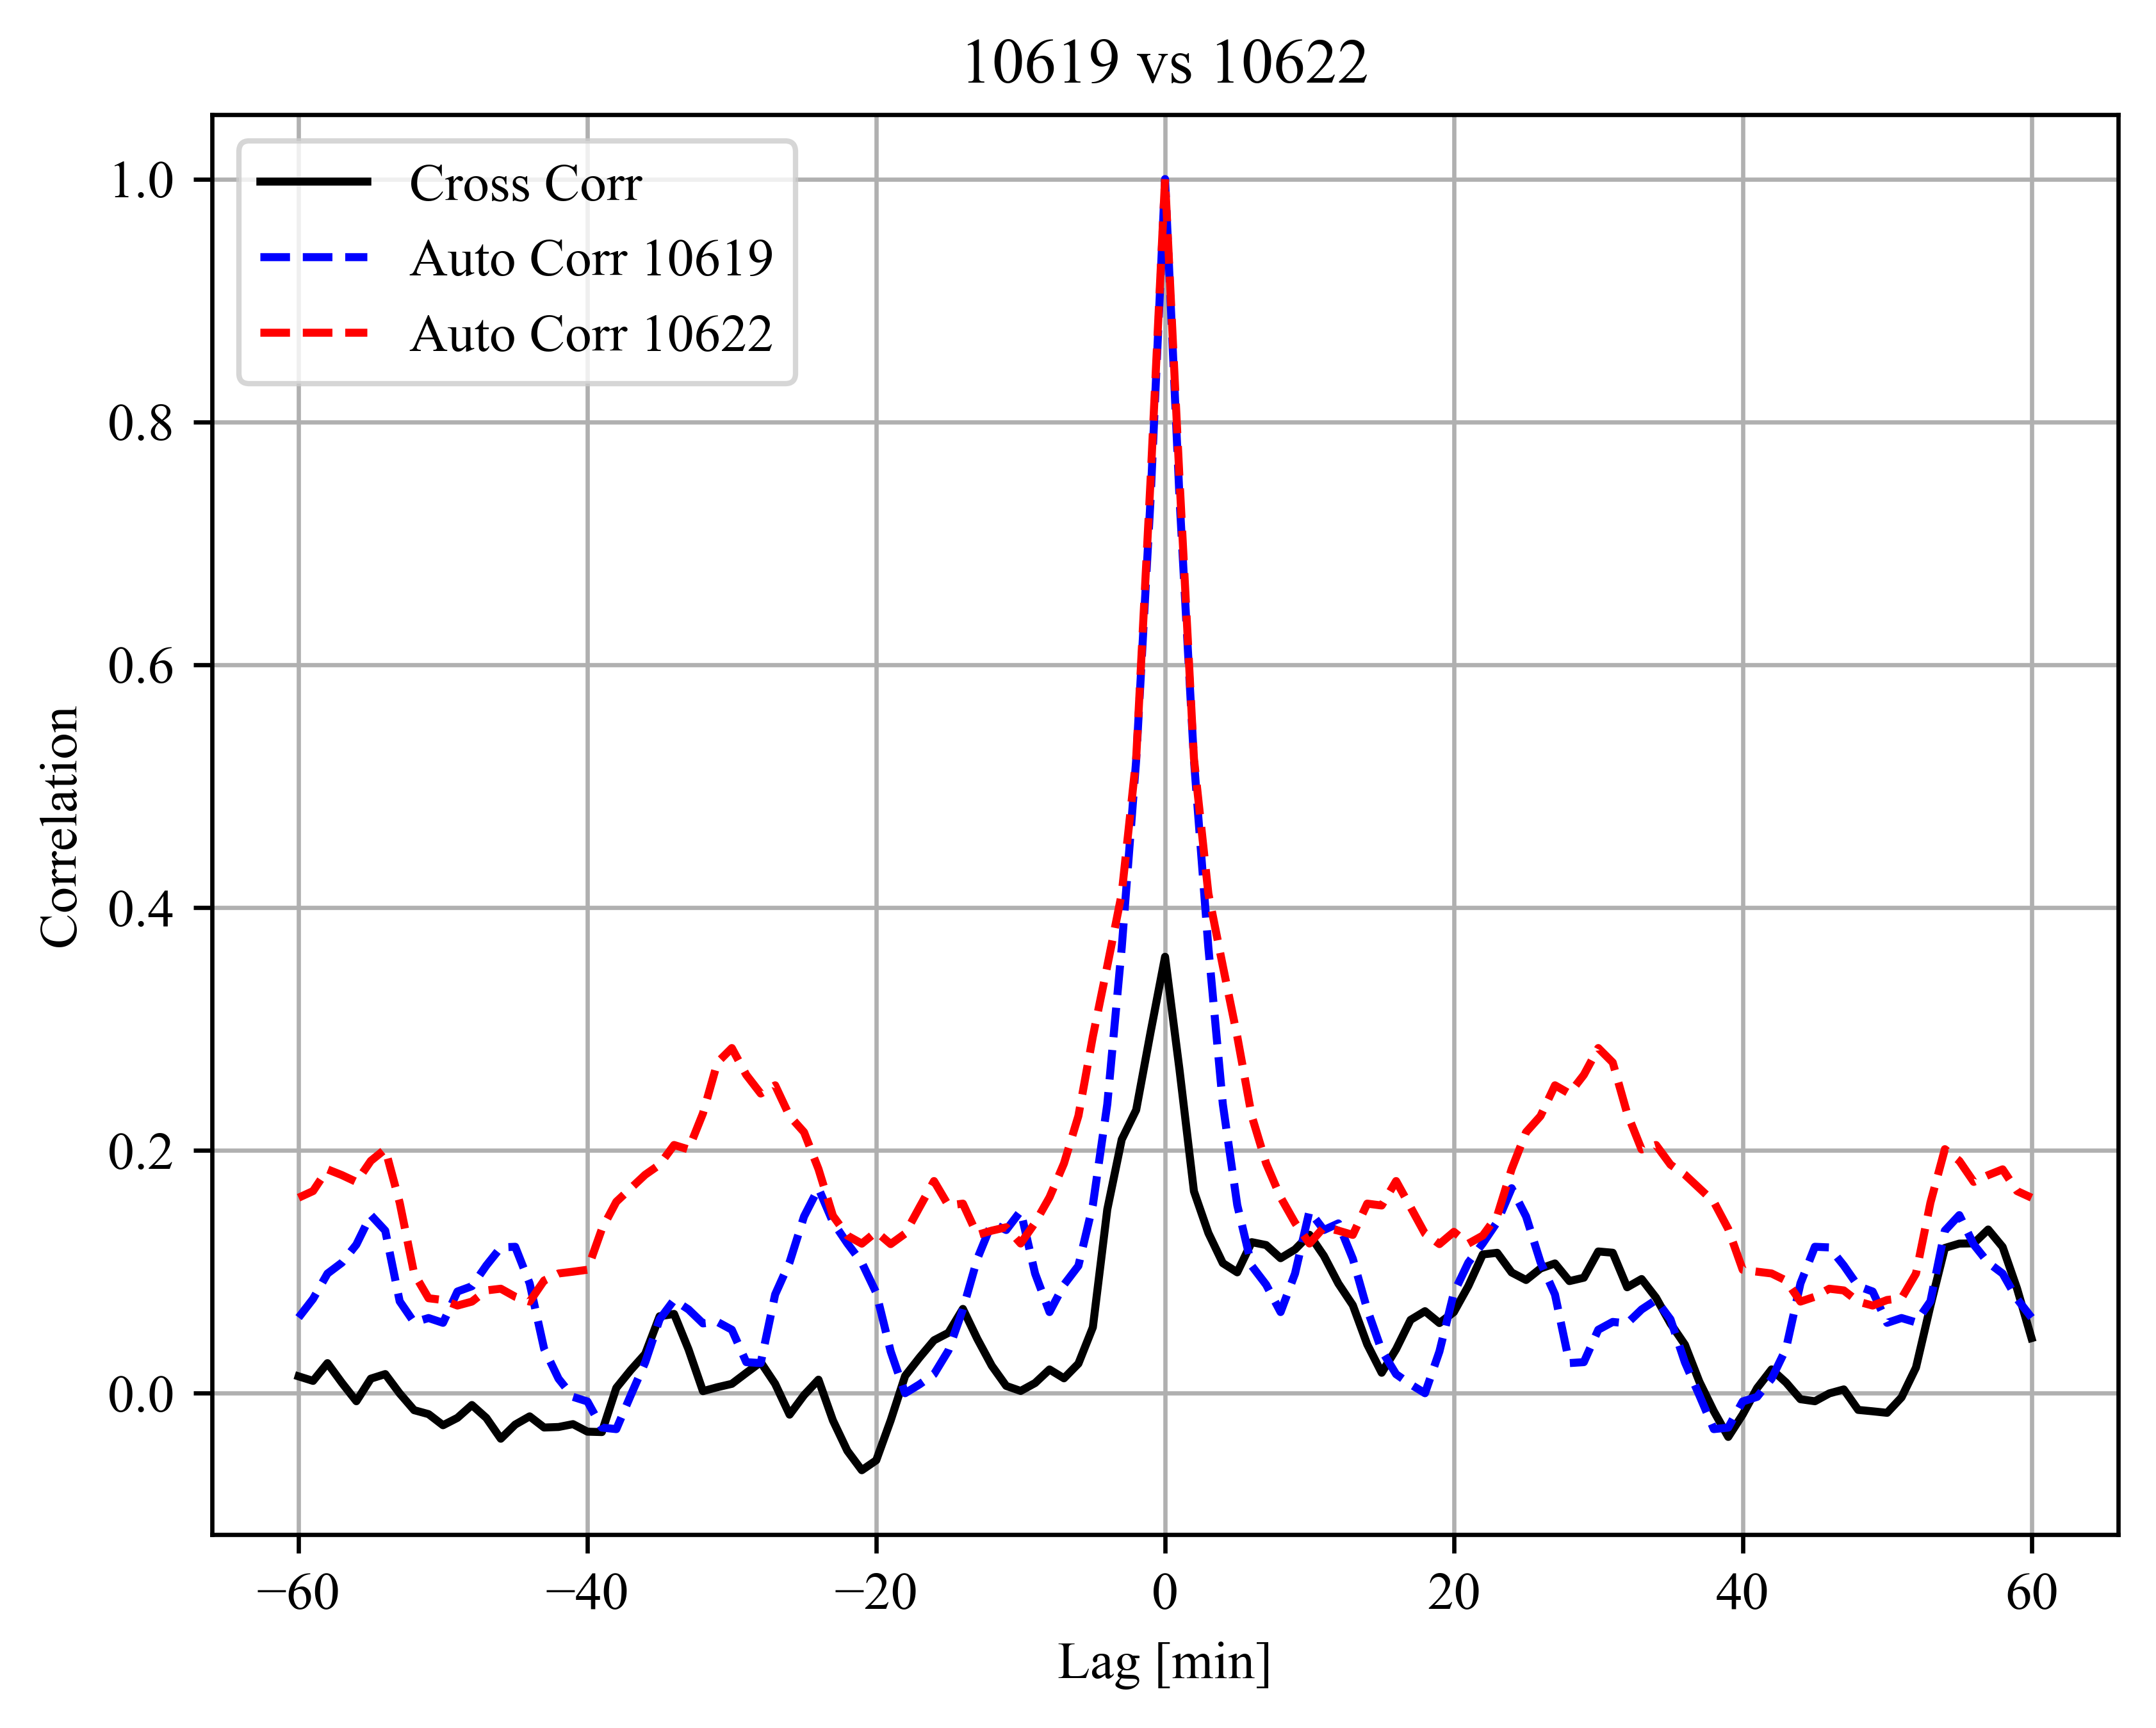 10619 vs 10622
Cross Corr
Auto Corr 10619
Auto Corr 10622
1.0
0.8
0.6
0.4
0.2
0.0
Correlation
−60
−40
−20
0
20
40
60
Lag [min]